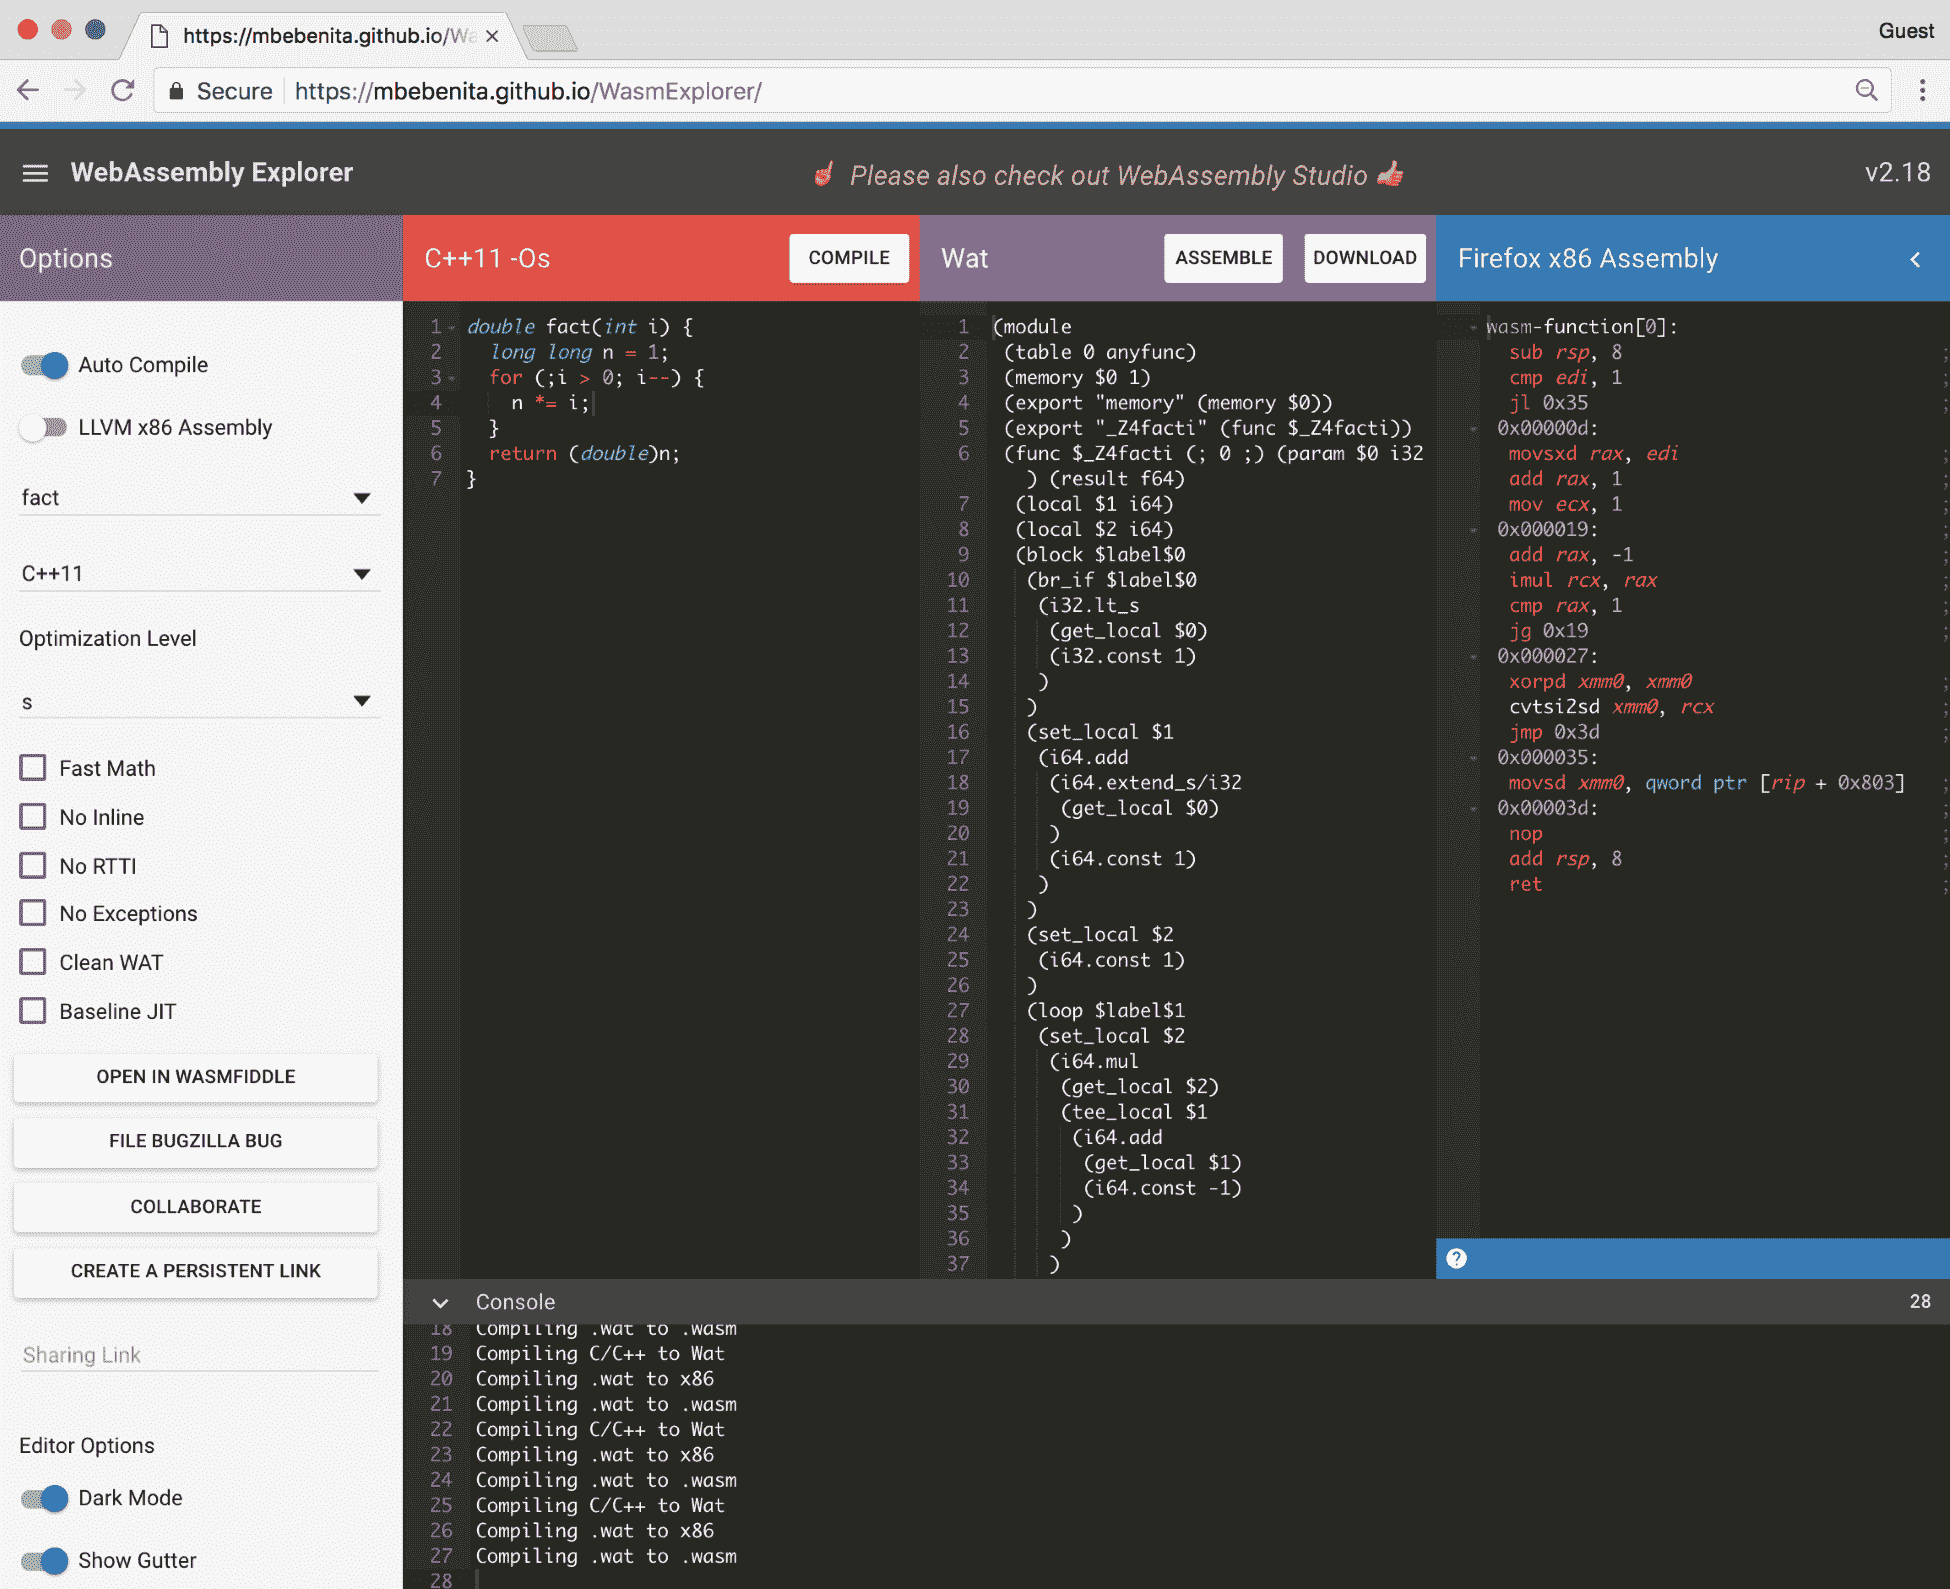 https://mbebenita.github.io/Wa
Guest
Secure https://mbebenita.github.io/WasmExplorer/
WebAssembly Explorer
Please also check out WebAssembly Studio
v2.18
Options
Auto Compile
LLVM x86 Assembly
fact
C++11
Optimization Level
s
Fast Math
No Inline
No RTTI
No Exceptions
Clean WAT
Baseline JIT
OPEN IN WASMFIDDLE
FILE BUGZILLA BUG
COLLABORATE
CREATE A PERSISTENT LINK
Sharing Link
Editor Options
Dark Mode
Show Gutter
C++11 -Os
COMPILE
1 double fact(int i) {
2 long long n = 1;
3 for (;i > 0; i--) {
4 n *= i;
5 }
6 return (double)n;
7 }
Wat
ASSEMBLE
DOWNLOAD
1 (module
2 (table 0 anyfunc)
3 (memory $0 1)
4 (export "memory" (memory $0))
5 (export "_Z4facti" (func $_Z4facti))
6 (func $_Z4facti (; 0 ;) (param $0 i32
) (result f64)
7 (local $1 i64)
8 (local $2 i64)
9 (block $label$0
10 (br_if $label$0
11 (i32.lt_s
12 (get_local $0)
13 (i32.const 1)
14 )
15 )
16 (set_local $1
17 (i64.add
18 (i64.extend_s/i32
19 (get_local $0)
20 )
21 (i64.const 1)
22 )
23 )
24 (set_local $2
25 (i64.const 1)
26 )
27 (loop $label$1
28 (set_local $2
29 (i64.mul
30 (get_local $2)
31 (tee_local $1
32 (i64.add
33 (get_local $1)
34 (i64.const -1)
35 )
36 )
37 )
Firefox x86 Assembly
wasm-function[0]:
sub rsp, 8
cmp edi, 1
jl 0x35
0x00000d:
movsxd rax, edi
add rax, 1
mov ecx, 1
0x000019:
add rax, -1
imul rcx, rax
cmp rax, 1
jg 0x19
0x000027:
xorpd xmm0, xmm0
cvtsi2sd xmm0, rcx
jmp 0x3d
0x000035:
movsd xmm0, qword ptr [rip + 0x803]
0x00003d:
nop
add rsp, 8
ret
?
Console
28
18 Compiling .wat to .wasm
19 Compiling C/C++ to Wat
20 Compiling .wat to x86
21 Compiling .wat to .wasm
22 Compiling C/C++ to Wat
23 Compiling .wat to x86
24 Compiling .wat to .wasm
25 Compiling C/C++ to Wat
26 Compiling .wat to x86
27 Compiling .wat to .wasm
28